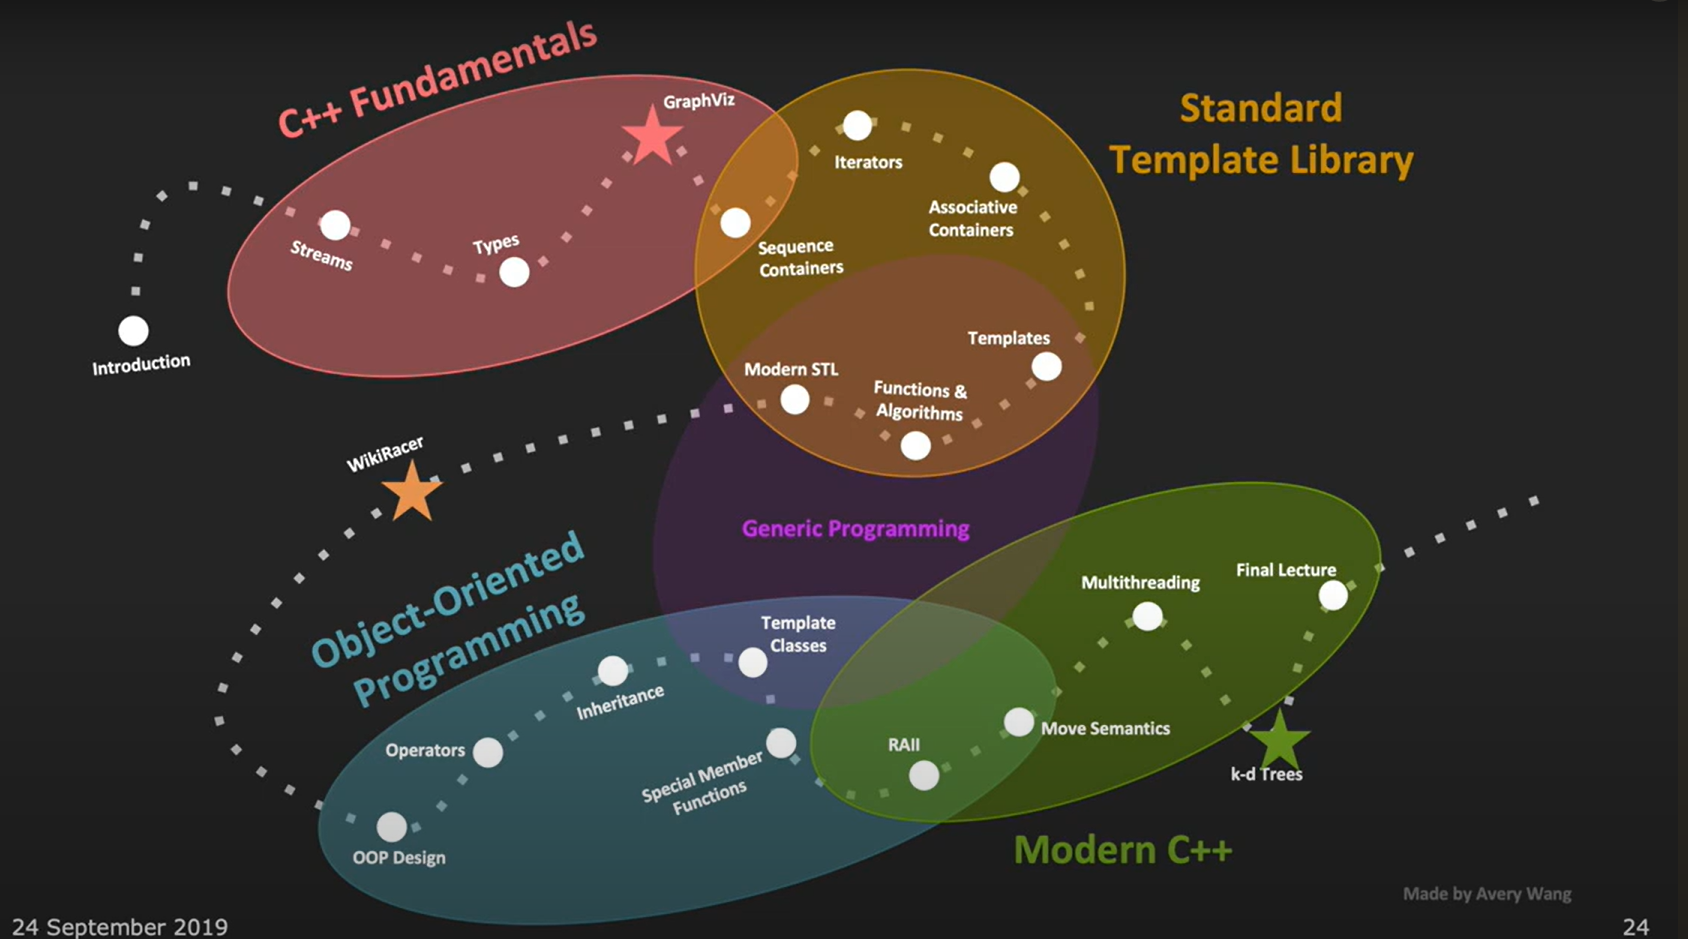 C++ Fundamentals
GraphViz
Streams
Types
Introduction
Standard
Template Library
Iterators
Associative
Containers
Sequence
Containers
Templates
Modern STL
Functions &
Algorithms
WikiRacer
Generic Programming
Object-Oriented
Programming
Template
Classes
Inheritance
Operators
Special Member
Functions
OOP Design
RAII
Move Semantics
Multithreading
Final Lecture
k-d Trees
Modern C++
Made by Avery Wang
24 September 2019
24